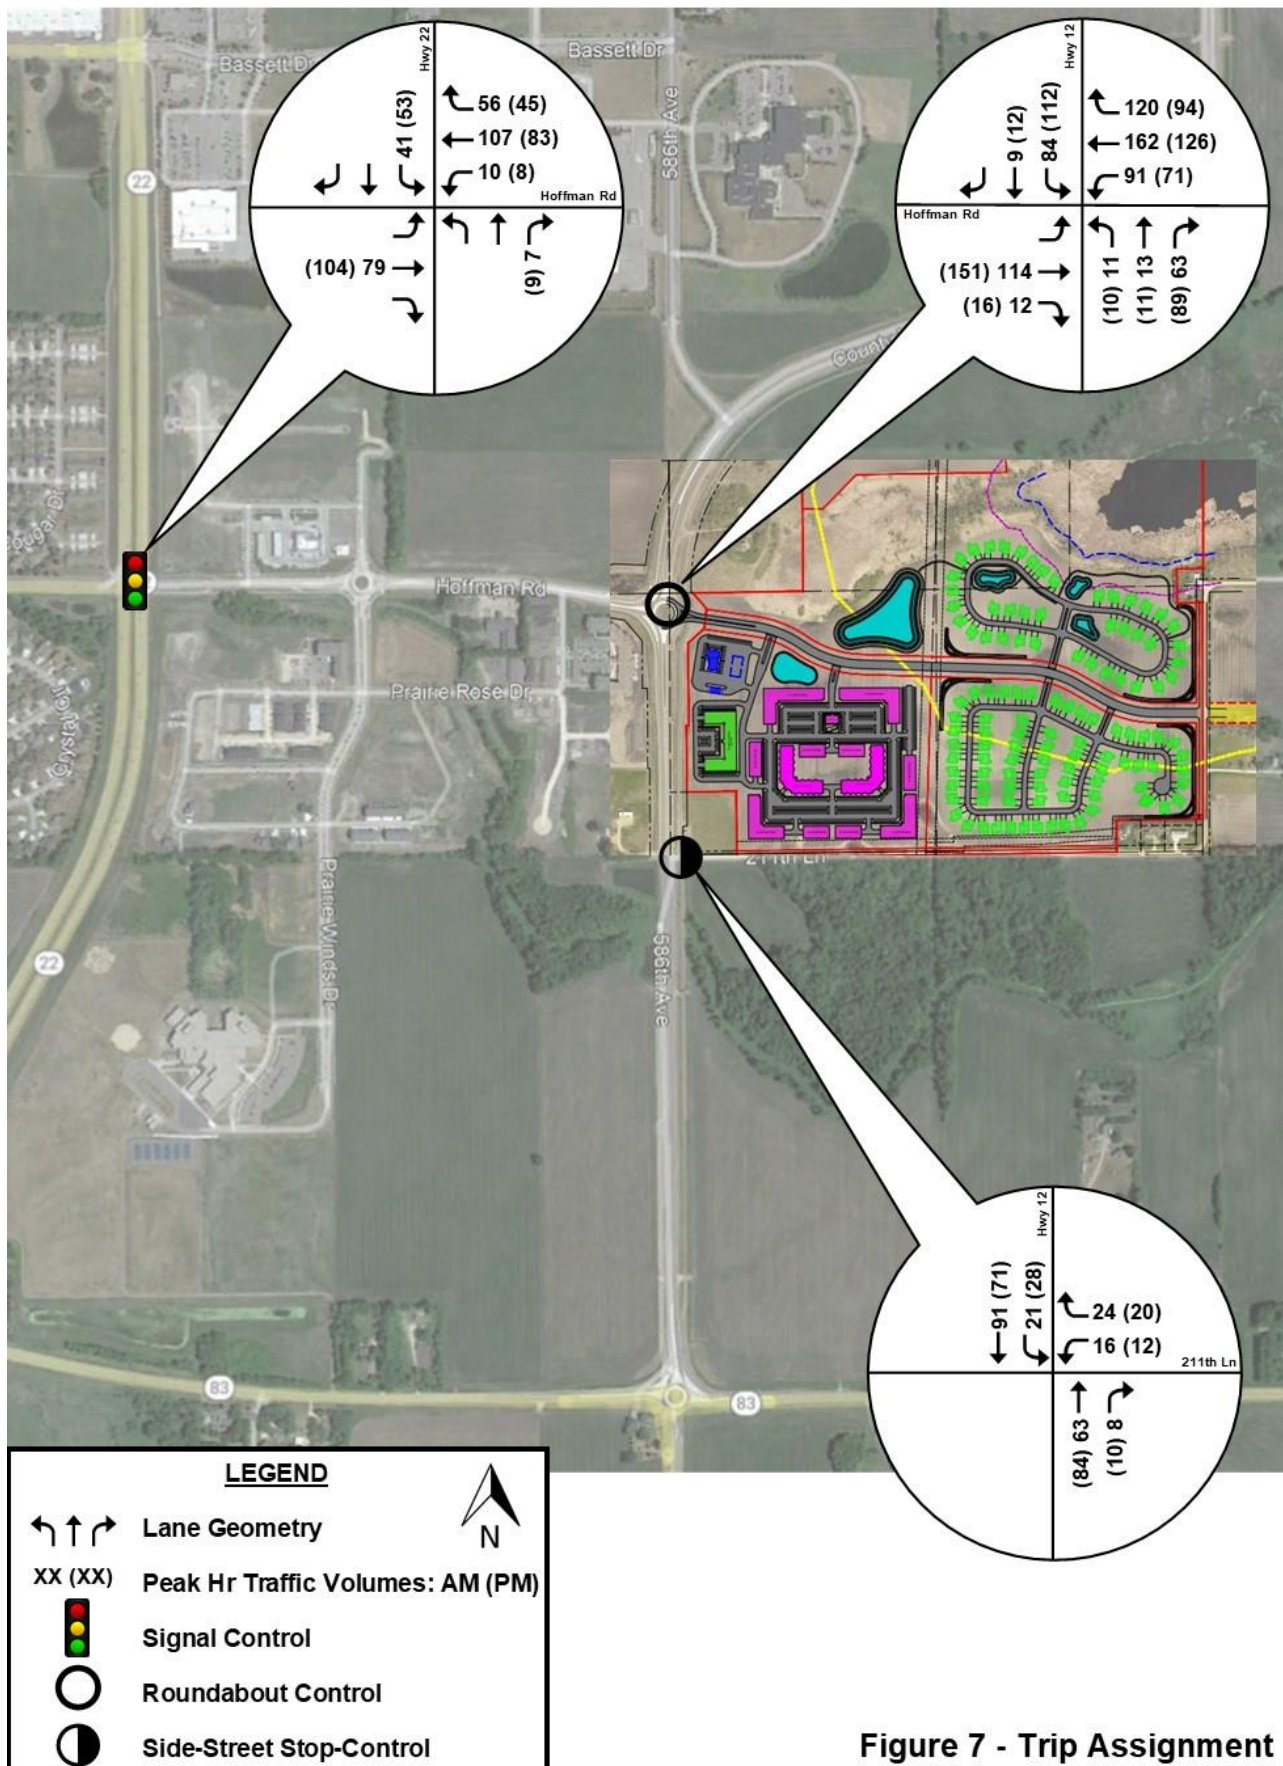 Bassett Dr
Bassett Dr
586th Ave
22
Hwy 22
41 (53)
56 (45)
107 (83)
10 (8)
Hoffman Rd
(104) 79
(9) 7
Hwy 12
9 (12)
84 (112)
120 (94)
162 (126)
91 (71)
Hoffman Rd
(151) 114
(16) 12
(10) 11
(11) 13
(89) 63
County
Hoffman Rd
Prairie Rose Dr
Crystal Ln
211th Ln
Prairie Winds Dr
586th Ave
22
83
83
Hwy 12
91 (71)
21 (28)
24 (20)
16 (12)
211th Ln
(84) 63
(10) 8
LEGEND
N
Lane Geometry
XX (XX) Peak Hr Traffic Volumes: AM (PM)
Signal Control
Roundabout Control
Side-Street Stop-Control
Figure 7 - Trip Assignment